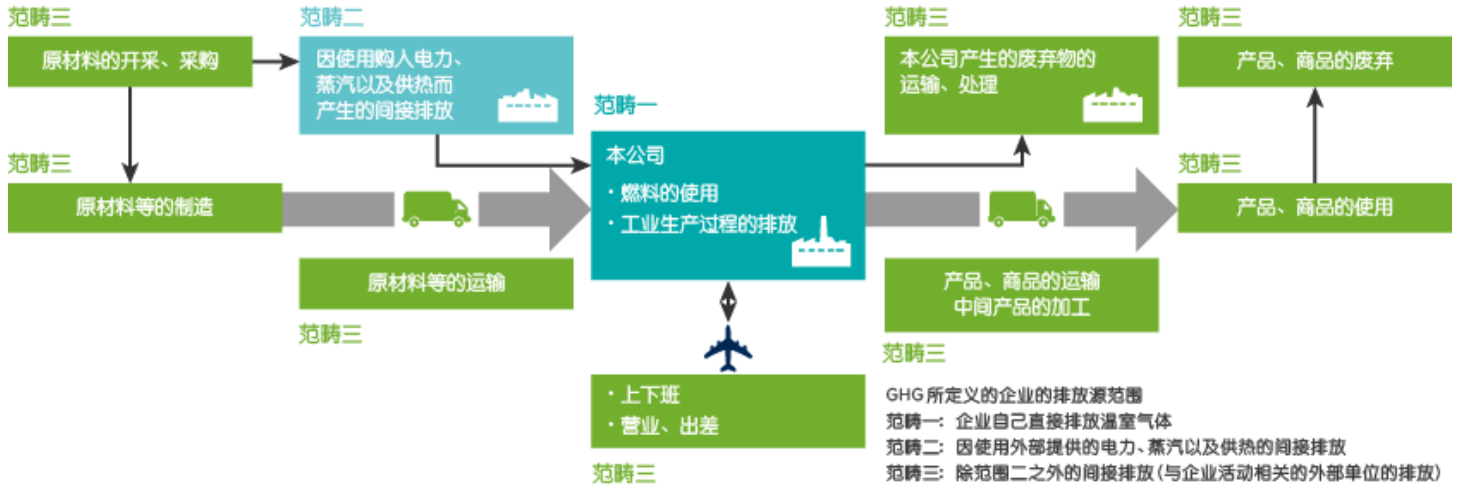 范畴三
原材料的开采、采购
范畴二
因使用购入电力、
蒸汽以及供热而
产生的间接排放
范畴三
本公司产生的废弃物的
运输、处理
范畴三
产品、商品的废弃
范畴三
原材料等的制造
范畴一
本公司
·燃料的使用
·工业生产过程的排放
范畴三
产品、商品的使用
原材料等的运输
范畴三
产品、商品的运输
中间产品的加工
范畴三
·上下班
·营业、出差
范畴三
GHG所定义的企业的排放源范围
范畴一：企业自己直接排放温室气体
范畴二：因使用外部提供的电力、蒸汽以及供热的间接排放
范畴三：除范围二之外的间接排放(与企业活动相关的外部单位的排放)